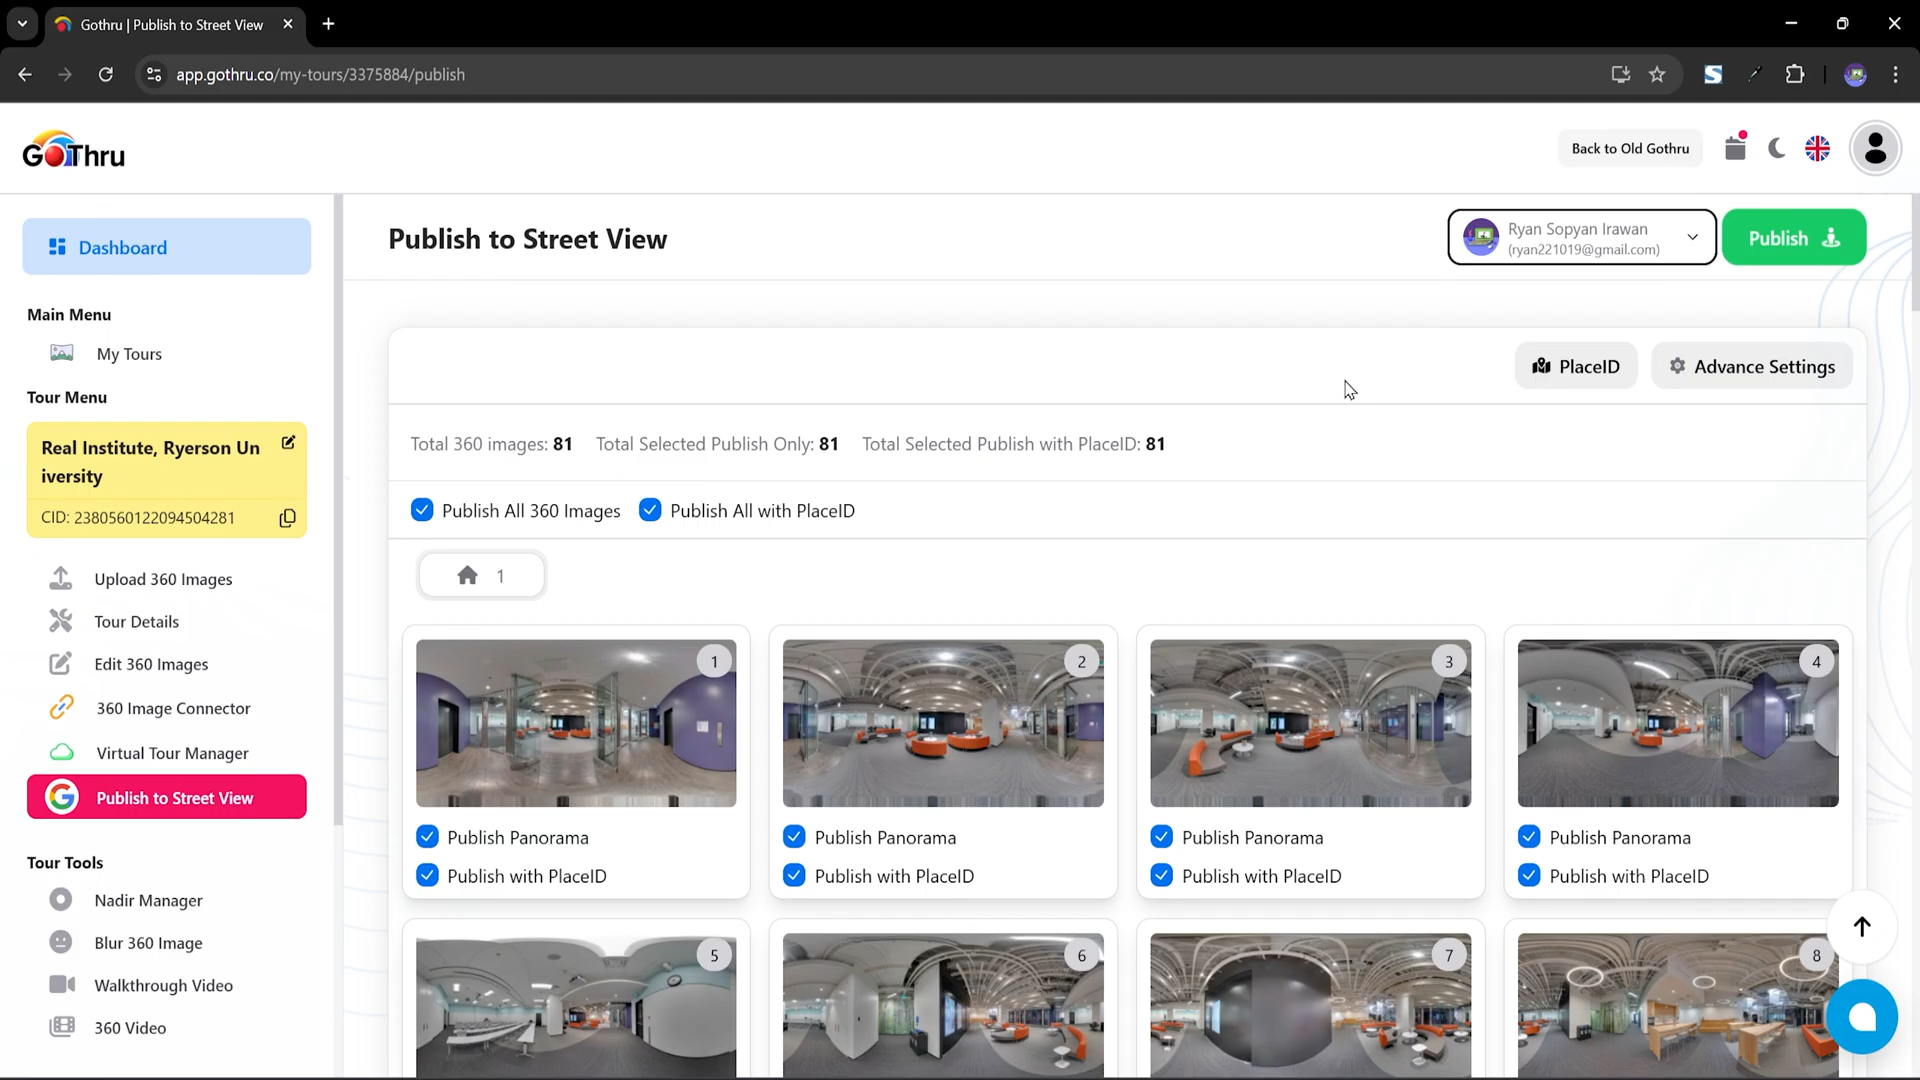 Gothru | Publish to Street View
app.gothru.co/my-tours/3375884/publish
GoThru
Back to Old Gothru
Dashboard
Main Menu
My Tours
Tour Menu
Real Institute, Ryerson Un
iversity
CID: 2380560122094504281
Upload 360 Images
Tour Details
Edit 360 Images
360 Image Connector
Virtual Tour Manager
Publish to Street View
Tour Tools
Nadir Manager
Blur 360 Image
Walkthrough Video
360 Video
Publish to Street View
Ryan Sopyan Irawan
(ryan221019@gmail.com)
Publish
PlaceID
Advance Settings
Total 360 images: 81 Total Selected Publish Only: 81 Total Selected Publish with PlaceID: 81
Publish All 360 Images Publish All with PlaceID
1
1
Publish Panorama
Publish with PlaceID
2
Publish Panorama
Publish with PlaceID
3
Publish Panorama
Publish with PlaceID
4
Publish Panorama
Publish with PlaceID
5
6
7
8